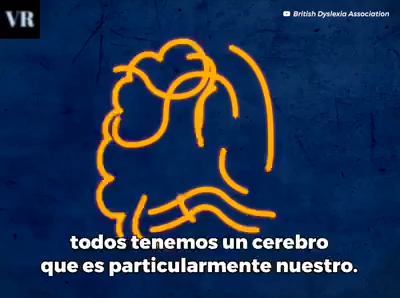 VR
British Dyslexia Association
todos tenemos un cerebro
que es particularmente nuestro.